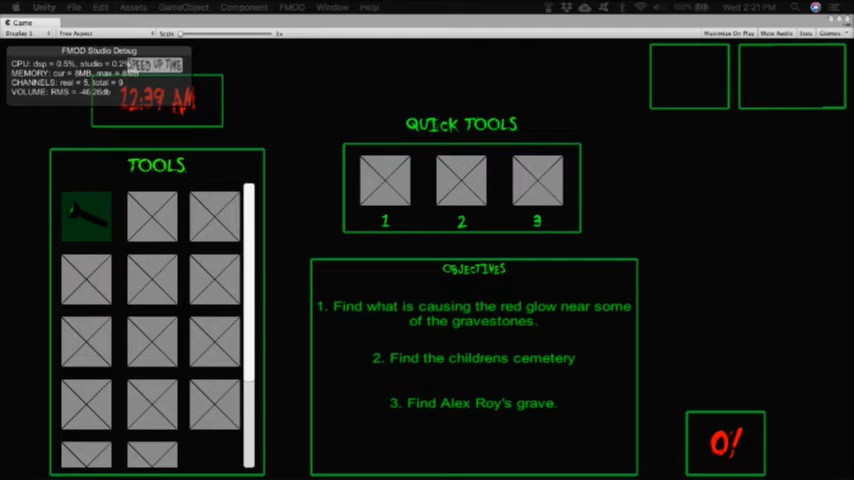 Unity File Edit Assets GameObject Component FMOD Window Help 100% Wed 2:21 PM
Game
Display 1 Free Aspect Scale 1x Maximize On Play Mute Audio Stats Gizmos
FMOD Studio Debug
CPU: dsp = 0.5%, studio = 0.2%
SPEED UP TIME
MEMORY: cur = 8MB, max = 8MB
CHANNELS: real = 5, total = 9
VOLUME: RMS = -46.26db
12:39 AM
QUICK TOOLS
1 2 3
TOOLS
OBJECTIVES
1. Find what is causing the red glow near some
of the gravestones.
2. Find the childrens cemetery
3. Find Alex Roy's grave.
0%